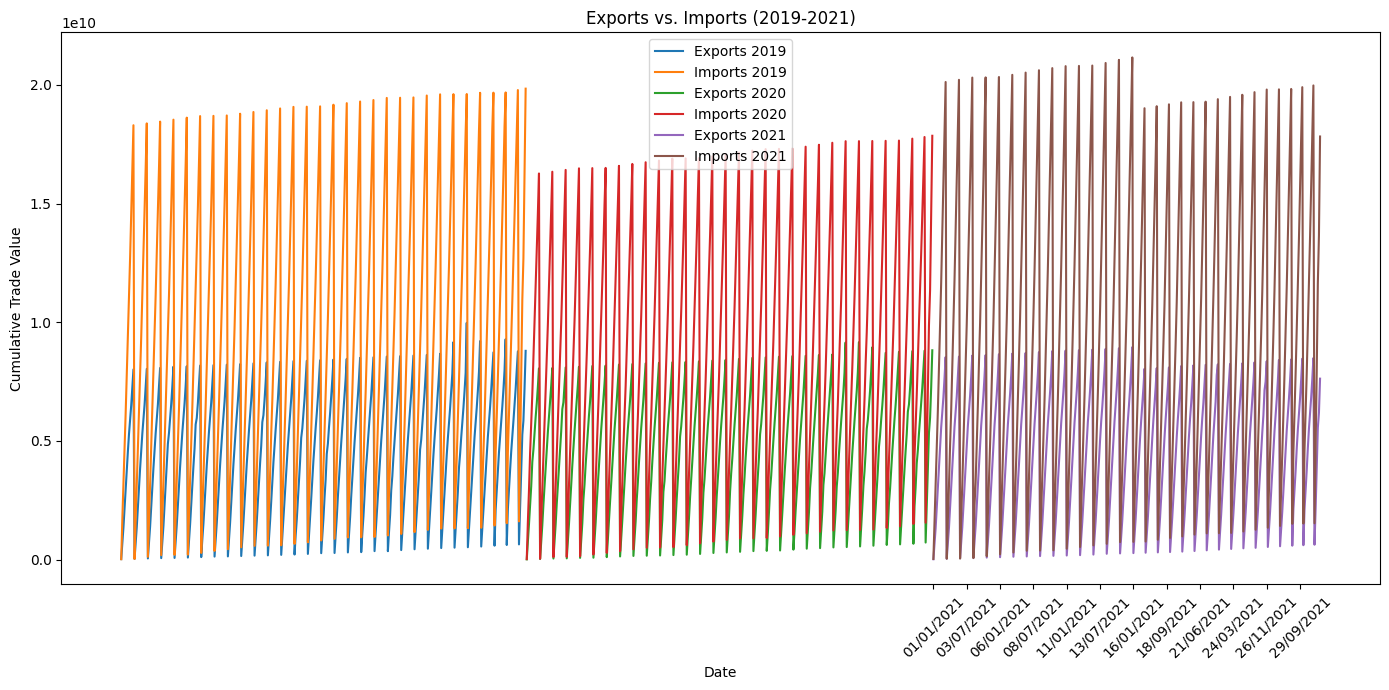 Exports vs. Imports (2019-2021)
1e10
Exports 2019
Imports 2019
Exports 2020
Imports 2020
Exports 2021
Imports 2021
2.0
1.5
1.0
0.5
0.0
Cumulative Trade Value
01/01/2021
03/07/2021
06/01/2021
08/07/2021
11/01/2021
13/07/2021
16/01/2021
18/09/2021
21/06/2021
24/03/2021
26/11/2021
29/09/2021
Date